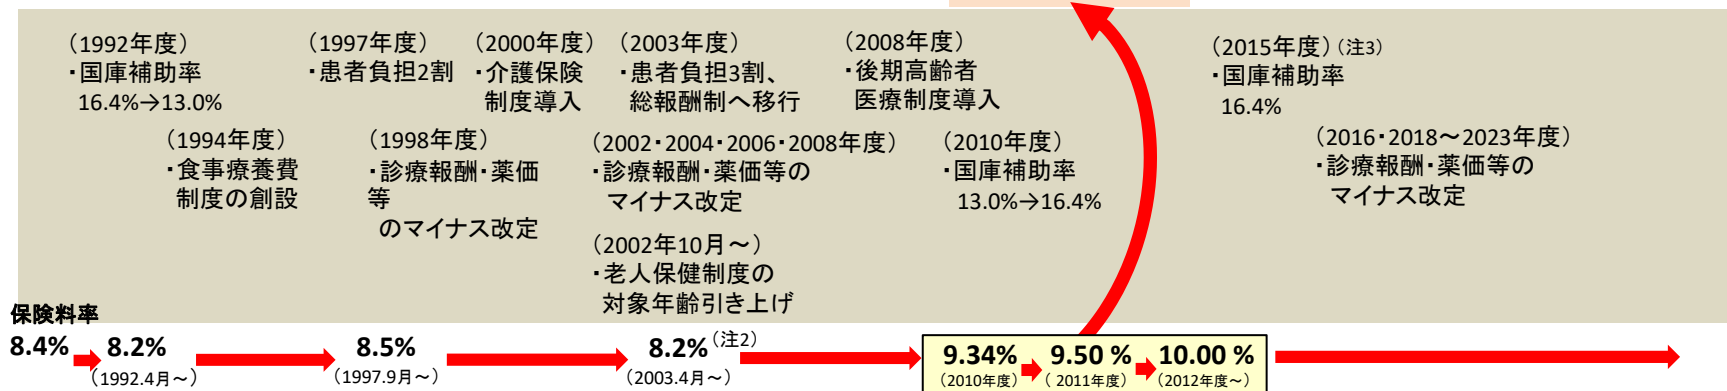 （1992年度）
・国庫補助率
16.4%→13.0%
（1994年度）
・食事療養費
制度の創設
（1997年度）
・患者負担2割
（1998年度）
・診療報酬・薬価
等
のマイナス改定
（2000年度）
・介護保険
制度導入
（2003年度）
・患者負担3割、
総報酬制へ移行
（2002・2004・2006・2008年度）
・診療報酬・薬価等の
マイナス改定
（2002年10月～）
・老人保健制度の
対象年齢引き上げ
（2008年度）
・後期高齢者
医療制度導入
（2010年度）
・国庫補助率
13.0%→16.4%
（2015年度）（注3）
・国庫補助率
16.4%
（2016・2018～2023年度）
・診療報酬・薬価等の
マイナス改定
保険料率
8.4%
8.2%
（1992.4月～）
8.5%
（1997.9月～）
8.2%（注2）
（2003.4月～）
9.34%
（2010年度）
9.50 %
（ 2011年度）
10.00 %
（2012年度～）